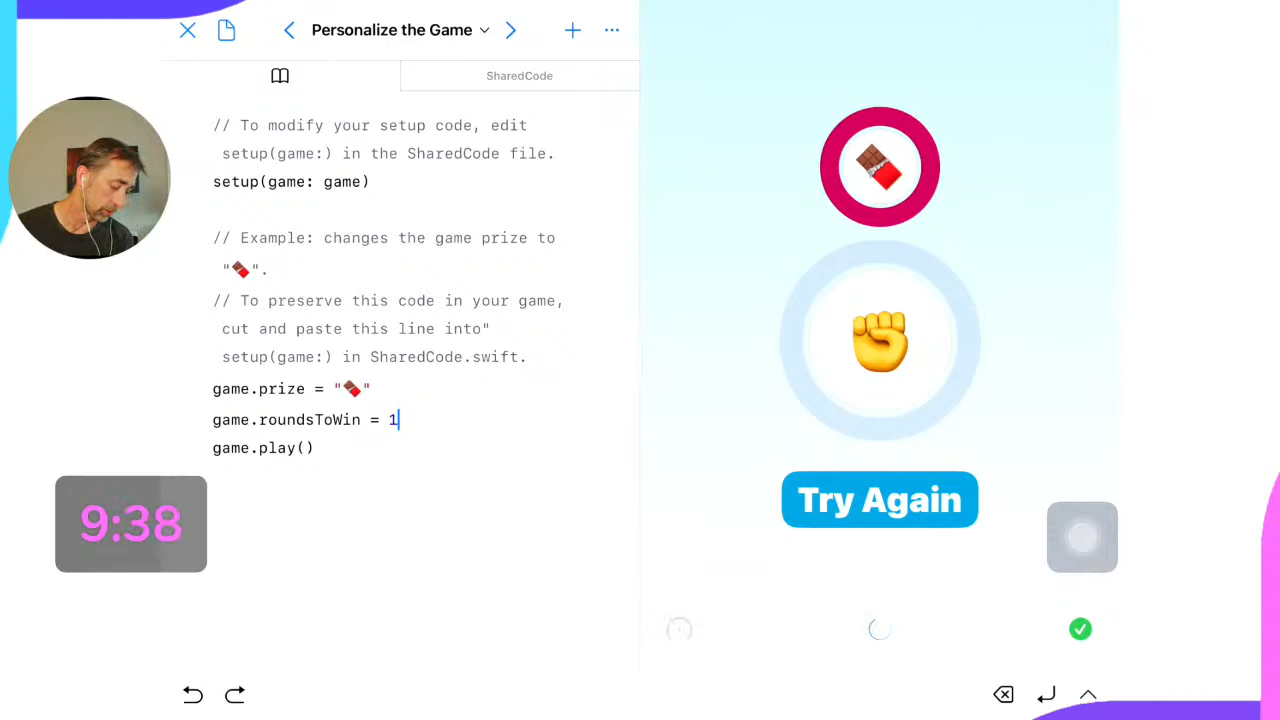 Personalize the Game
SharedCode
// To modify your setup code, edit
setup(game:) in the SharedCode file.
setup(game: game)
// Example: changes the game prize to
"🍫".
// To preserve this code in your game,
cut and paste this line into"
setup(game:) in SharedCode.swift.
game.prize = "🍫"
game.roundsToWin = 1
game.play()
9:38
Try Again